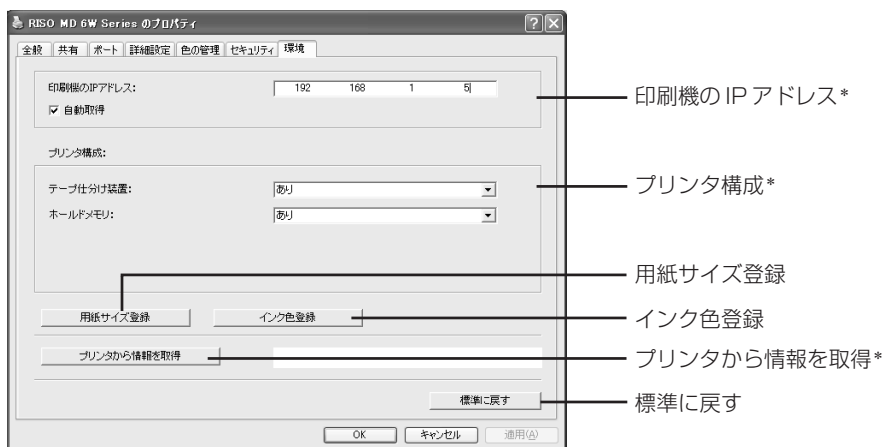 RISO MD 6W Series のプロパティ
全般 共有 ポート 詳細設定 色の管理 セキュリティ 環境
印刷機のIPアドレス: 192 168 1 5
自動取得
プリンタ構成:
テープ仕分け装置: あり
ホールドメモリ: あり
用紙サイズ登録 インク色登録
プリンタから情報を取得
標準に戻す
OK キャンセル 適用(A)
印刷機の IP アドレス*
プリンタ構成*
用紙サイズ登録
インク色登録
プリンタから情報を取得*
標準に戻す